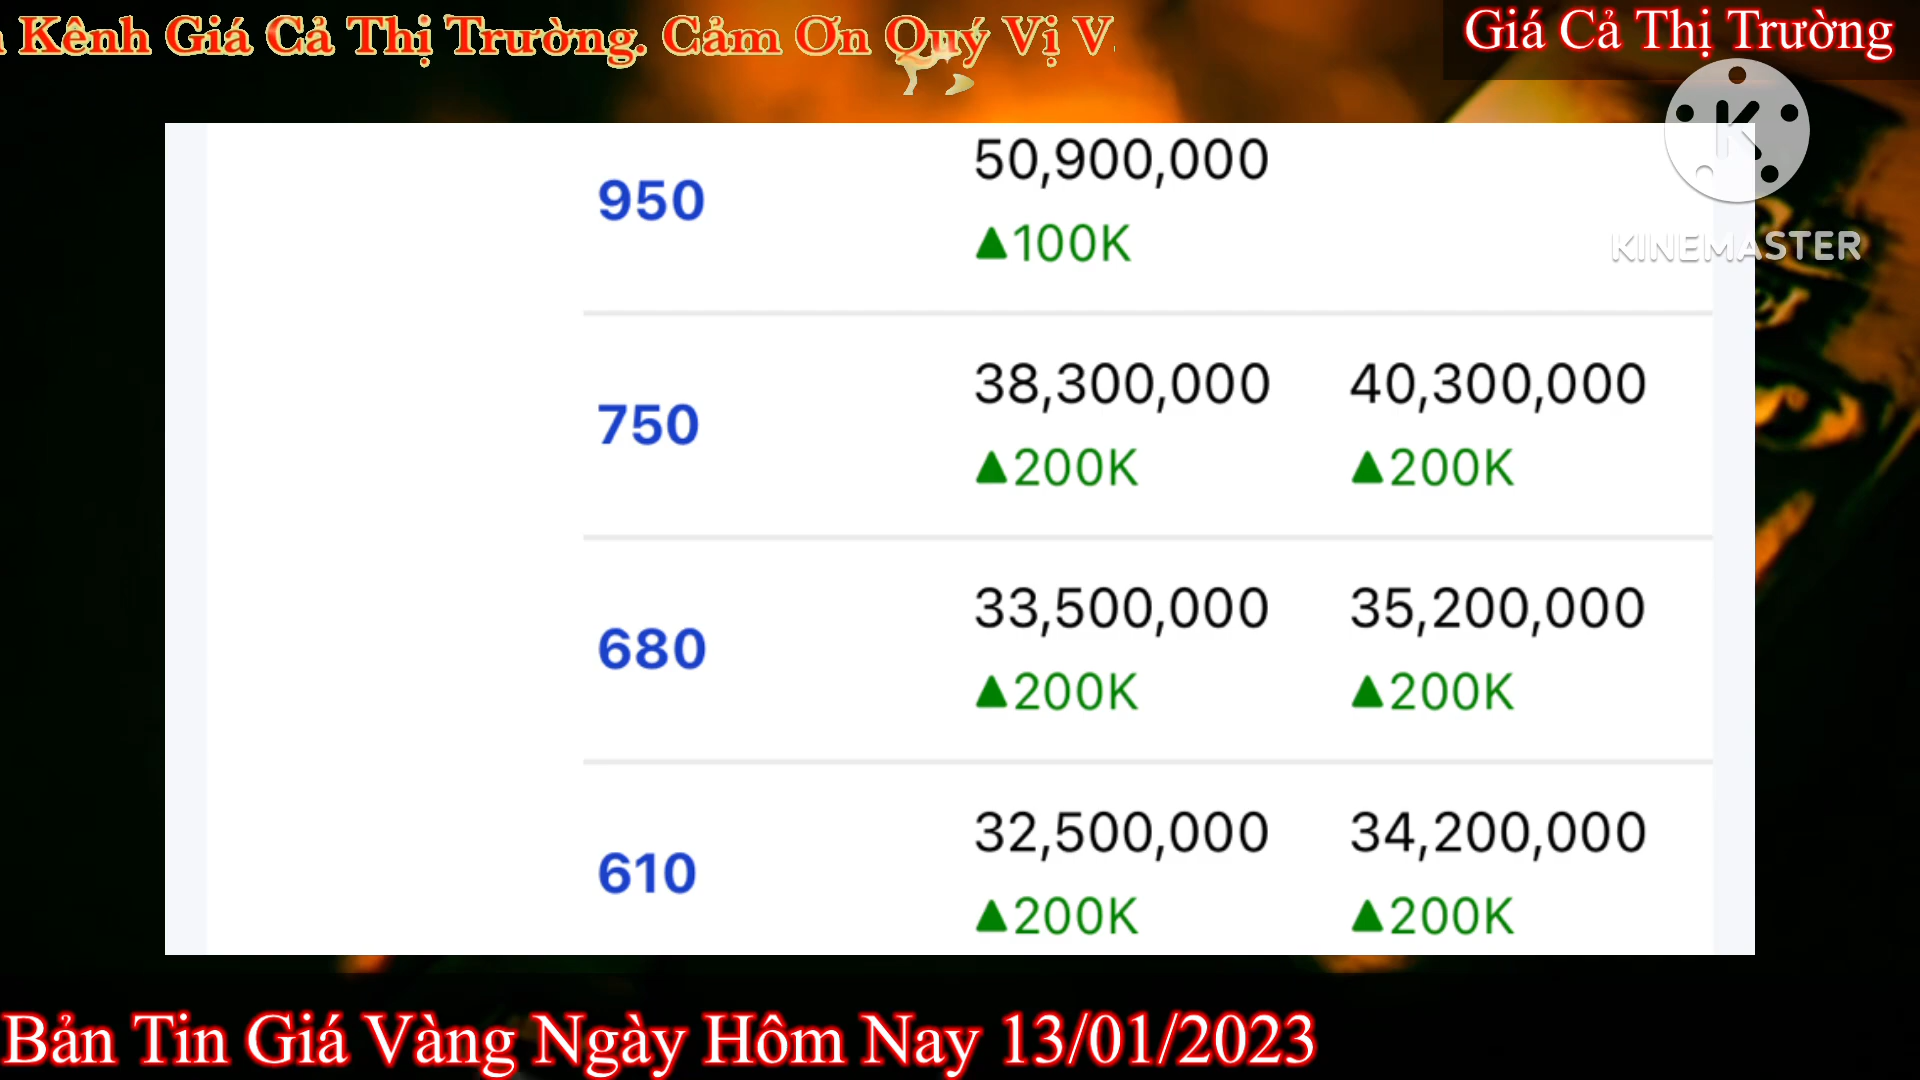 Kênh Giá Cả Thị Trường. Cảm Ơn Quý Vị V
Giá Cả Thị Trường
K
KINEMASTER
950 50,900,000
▲100K
750 38,300,000 40,300,000
▲200K ▲200K
680 33,500,000 35,200,000
▲200K ▲200K
610 32,500,000 34,200,000
▲200K ▲200K
Bản Tin Giá Vàng Ngày Hôm Nay 13/01/2023